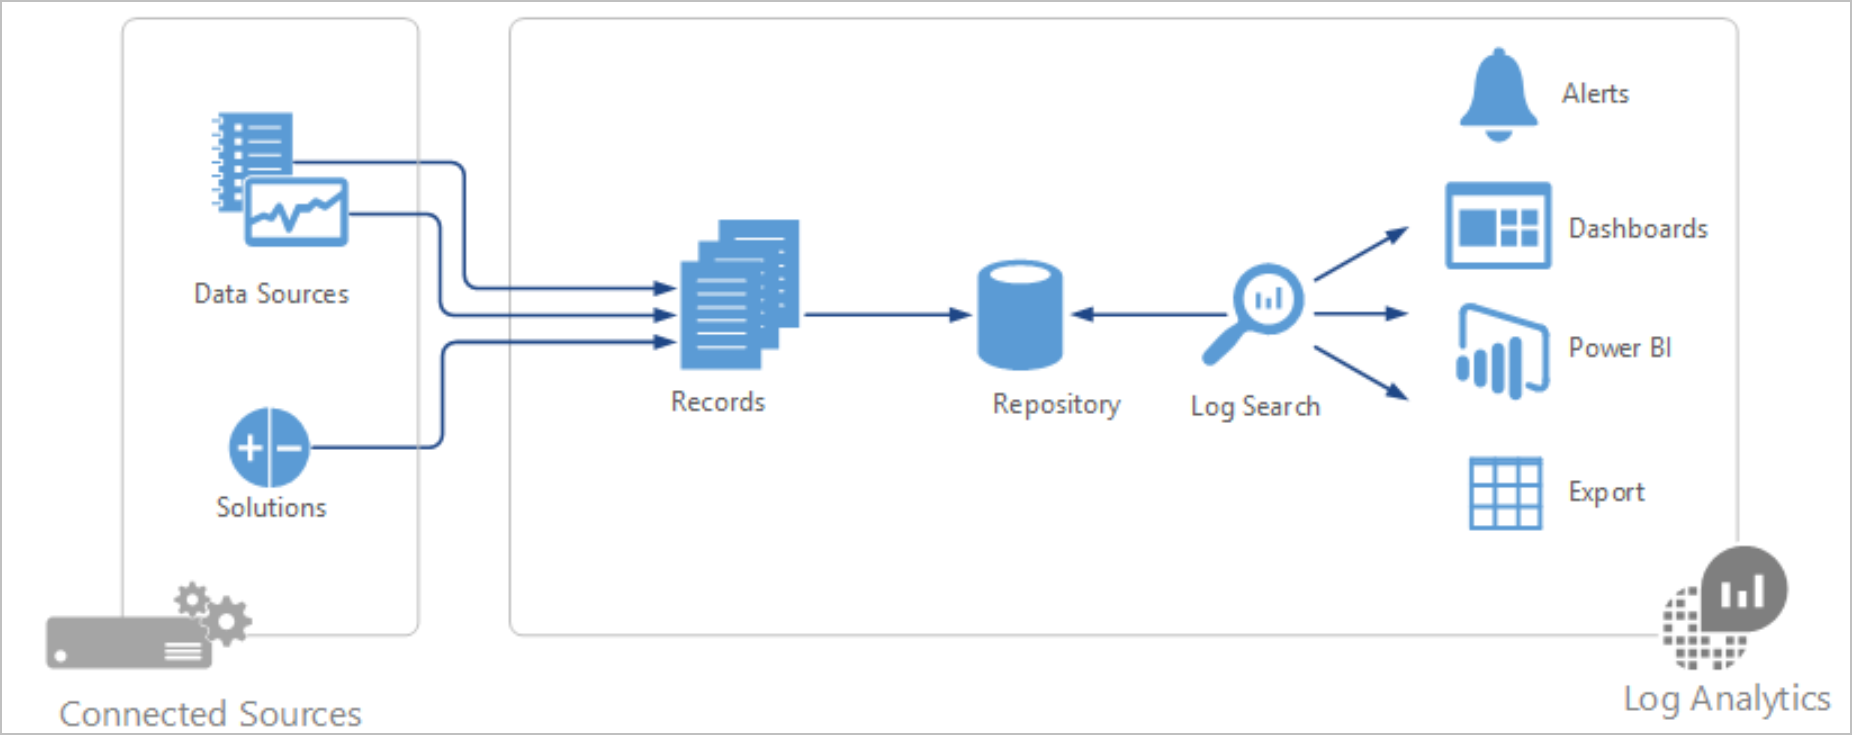 Alerts
Dashboards
Data Sources
Power BI
Records
Repository
Log Search
Export
Solutions
Connected Sources
Log Analytics